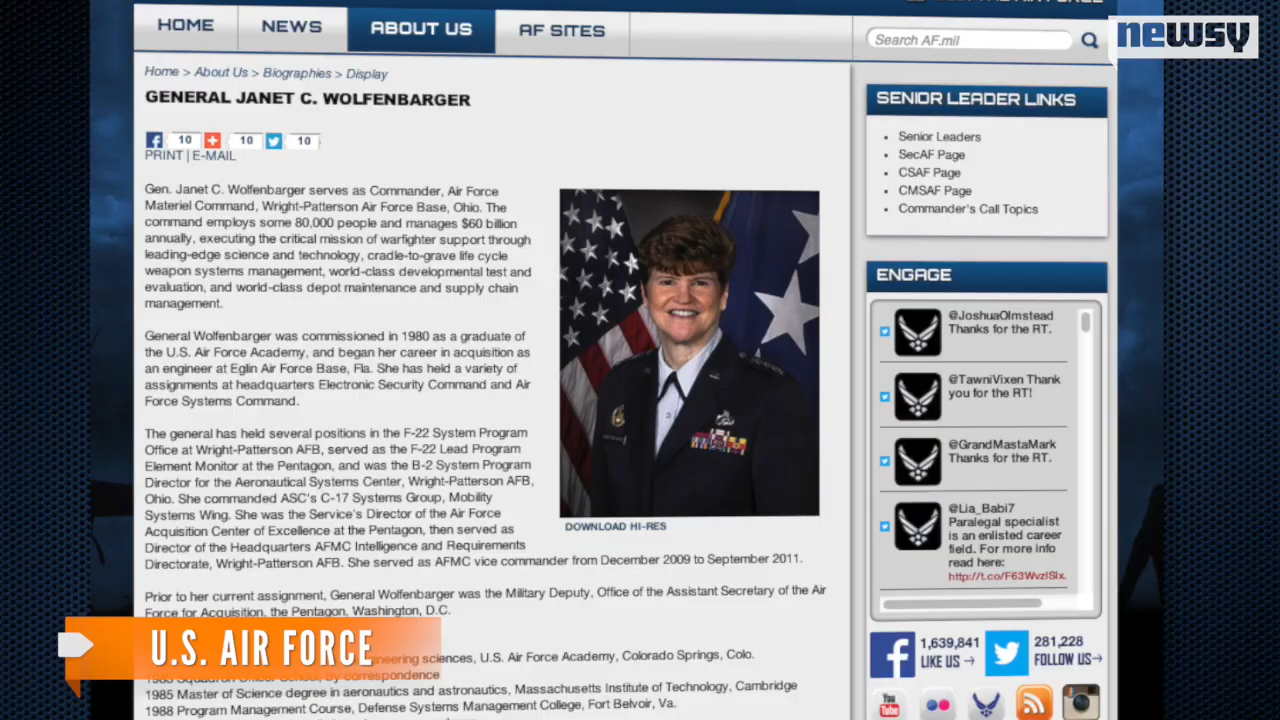 HOME
NEWS
ABOUT US
AF SITES
Search AF.mil
newsy
Home > About Us > Biographies > Display
GENERAL JANET C. WOLFENBARGER
10 10 10
PRINT | E-MAIL
Gen. Janet C. Wolfenbarger serves as Commander, Air Force
Materiel Command, Wright-Patterson Air Force Base, Ohio. The
command employs some 80,000 people and manages $60 billion
annually, executing the critical mission of warfighter support through
leading-edge science and technology, cradle-to-grave life cycle
weapon systems management, world-class developmental test and
evaluation, and world-class depot maintenance and supply chain
management.
General Wolfenbarger was commissioned in 1980 as a graduate of
the U.S. Air Force Academy, and began her career in acquisition as
an engineer at Eglin Air Force Base, Fla. She has held a variety of
assignments at headquarters Electronic Security Command and Air
Force Systems Command.
The general has held several positions in the F-22 System Program
Office at Wright-Patterson AFB, served as the F-22 Lead Program
Element Monitor at the Pentagon, and was the B-2 System Program
Director for the Aeronautical Systems Center, Wright-Patterson AFB,
Ohio. She commanded ASC's C-17 Systems Group, Mobility
Systems Wing. She was the Service's Director of the Air Force
Acquisition Center of Excellence at the Pentagon, then served as
Director of the Headquarters AFMC Intelligence and Requirements
Directorate, Wright-Patterson AFB. She served as AFMC vice commander from December 2009 to September 2011.
DOWNLOAD HI-RES
Prior to her current assignment, General Wolfenbarger was the Military Deputy, Office of the Assistant Secretary of the Air
Force for Acquisition, the Pentagon, Washington, D.C.
U.S. AIR FORCE
sciences, U.S. Air Force Academy, Colorado Springs, Colo.
by correspondence
1985 Master of Science degree in aeronautics and astronautics, Massachusetts Institute of Technology, Cambridge
1988 Program Management Course, Defense Systems Management College, Fort Belvoir, Va.
SENIOR LEADER LINKS
Senior Leaders
SecAF Page
CSAF Page
CMSAF Page
Commander's Call Topics
ENGAGE
@JoshuaOlmstead
Thanks for the RT.
@TawniVixen Thank
you for the RT!
@GrandMastaMark
Thanks for the RT.
@Lia_Babi7
Paralegal specialist
is an enlisted career
field. For more info
read here:
http://t.co/F63WvzlSlx.
1,639,841
LIKE US →
281,228
FOLLOW US→
You
Tube